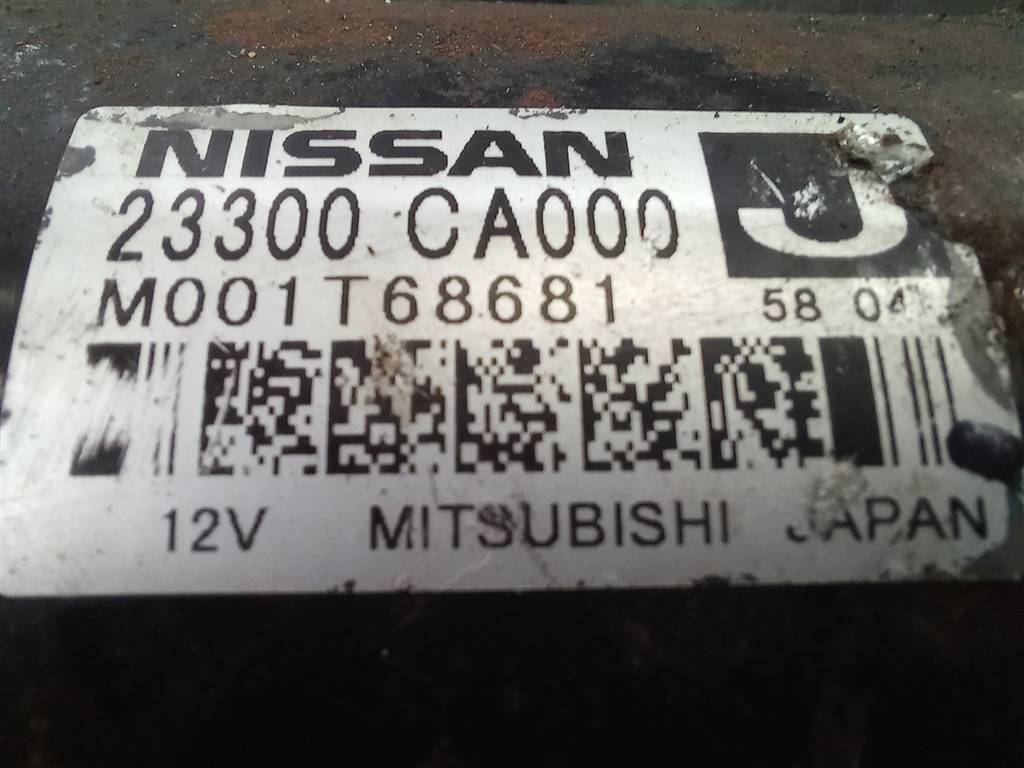 NISSAN
23300 CA000
J
M001T68681
58 04
12V MITSUBISHI JAPAN